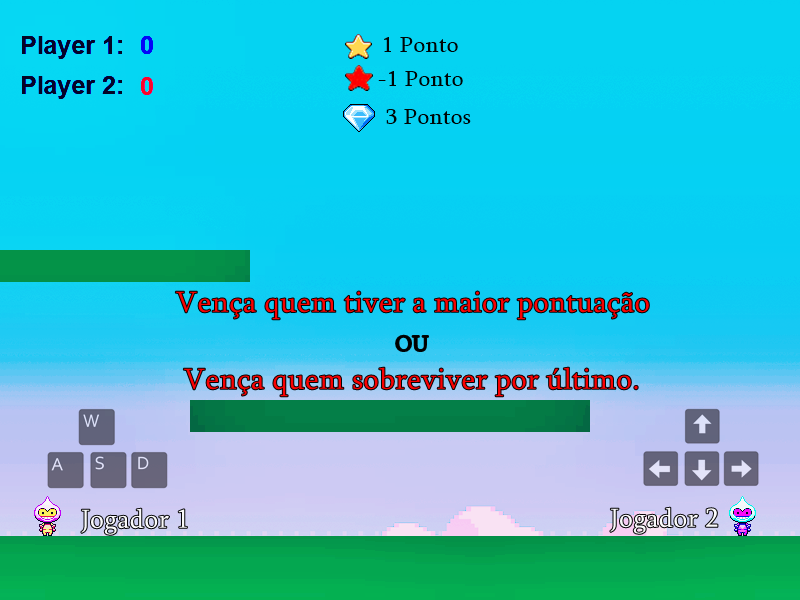 Player 1: 0
Player 2: 0
1 Ponto
-1 Ponto
3 Pontos
Vença quem tiver a maior pontuação
OU
Vença quem sobreviver por último.
W
A S D
Jogador 1
Jogador 2